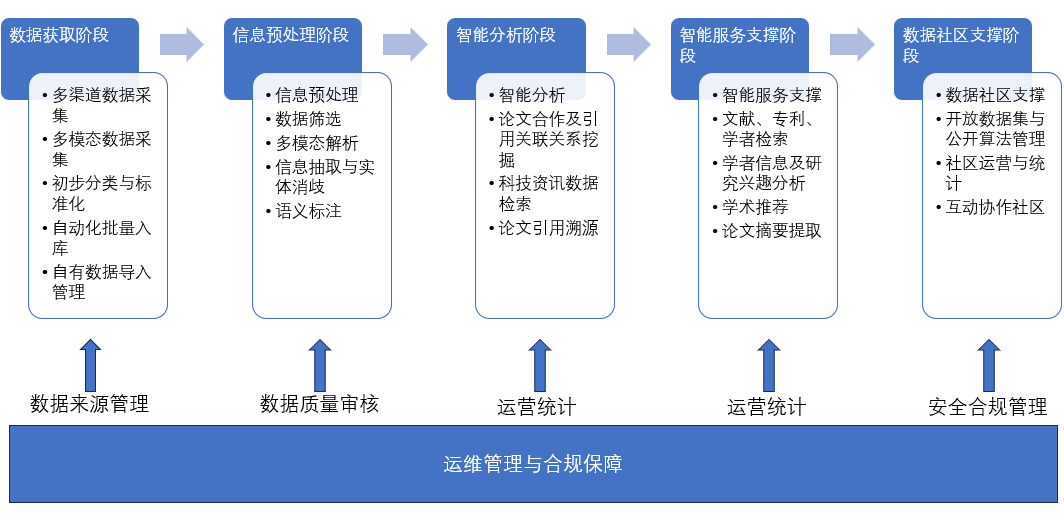 数据获取阶段
• 多渠道数据采
集
• 多模态数据采
集
• 初步分类与标
准化
• 自动化批量入
库
• 自有数据导入
管理
信息预处理阶段
• 信息预处理
• 数据筛选
• 多模态解析
• 信息抽取与实
体消歧
• 语义标注
智能分析阶段
• 智能分析
• 论文合作及引
用关联关系挖
掘
• 科技资讯数据
检索
• 论文引用溯源
智能服务支撑阶
段
• 智能服务支撑
• 文献、专利、
学者检索
• 学者信息及研
究兴趣分析
• 学术推荐
• 论文摘要提取
数据社区支撑阶
段
• 数据社区支撑
• 开放数据集与
公开算法管理
• 社区运营与统
计
• 互动协作社区
数据来源管理
数据质量审核
运营统计
运营统计
安全合规管理
运维管理与合规保障